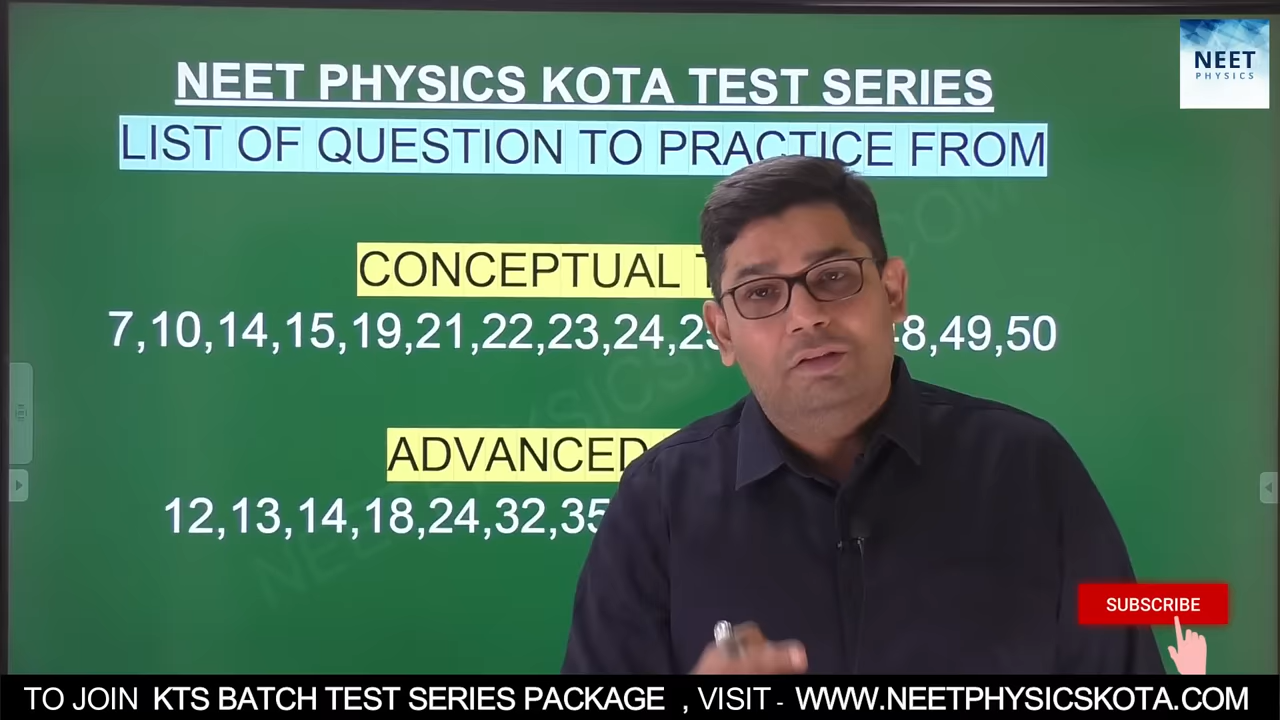 NEET PHYSICS KOTA TEST SERIES
LIST OF QUESTION TO PRACTICE FROM
CONCEPTUAL
7,10,14,15,19,21,22,23,24, 8,49,50
ADVANCED
12,13,14,18,24,32,35
NEET
PHYSICS
SUBSCRIBE
TO JOIN KTS BATCH TEST SERIES PACKAGE , VISIT - WWW.NEETPHYSICSKOTA.COM